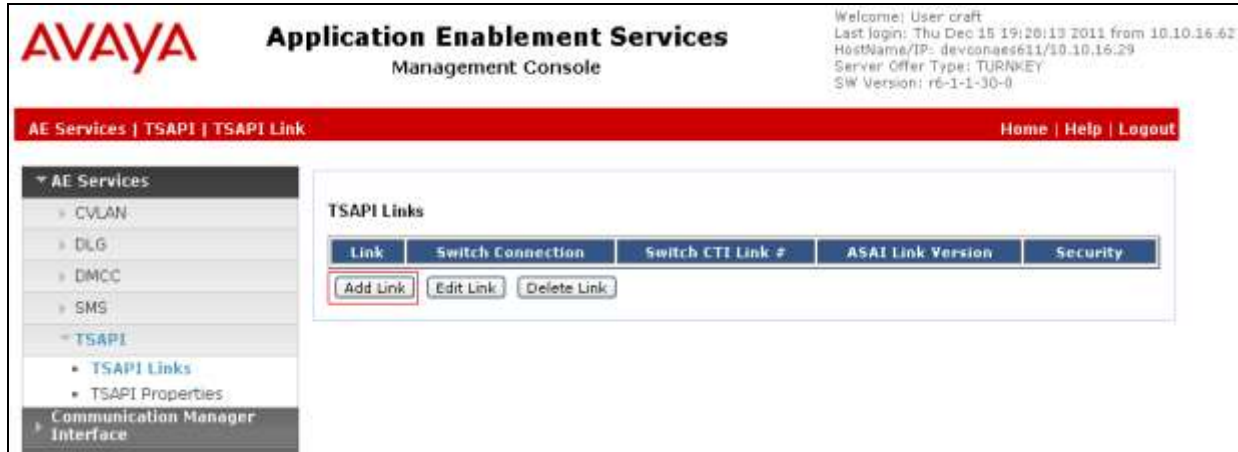 AVAYA
Application Enablement Services
Management Console
Welcome: User craft
Last login: Thu Dec 15 19:28:13 2011 from 10.10.16.62
HostName/IP: devconaes611/10.10.16.29
Server Offer Type: TURNKEY
SW Version: r6-1-1-30-0
AE Services | TSAPI | TSAPI Link
Home | Help | Logout
AE Services
CVLAN
DLG
DMCC
SMS
TSAPI
TSAPI Links
TSAPI Properties
Communication Manager
Interface
TSAPI Links
Link Switch Connection Switch CTI Link # ASAI Link Version Security
Add Link Edit Link Delete Link